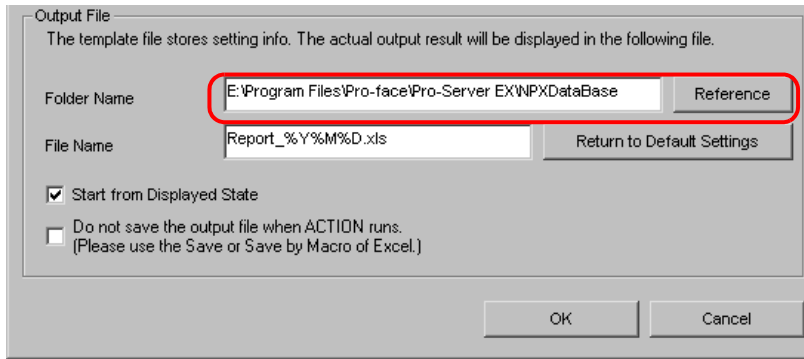 Output File
The template file stores setting info. The actual output result will be displayed in the following file.
Folder Name
E:\Program Files\Pro-face\Pro-Server EX\NPXDataBase
Reference
File Name
Report_%Y%M%D.xls
Return to Default Settings
Start from Displayed State
Do not save the output file when ACTION runs.
(Please use the Save or Save by Macro of Excel.)
OK
Cancel